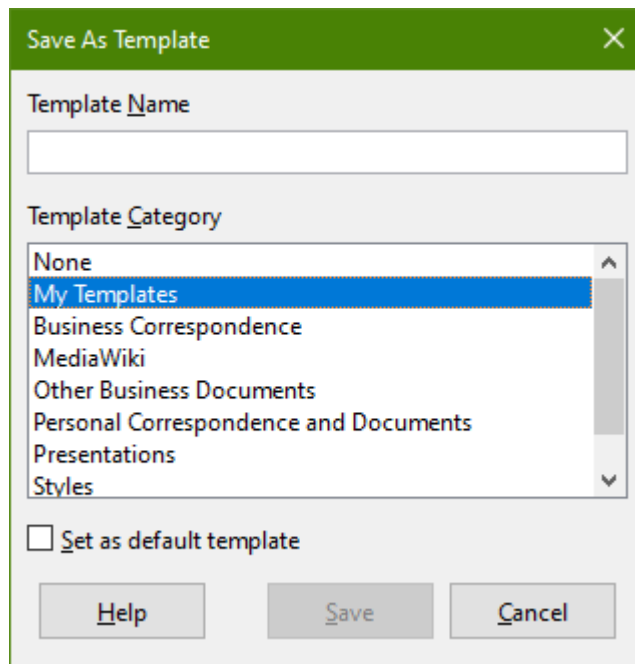 Save As Template
Template Name
Template Category
None
My Templates
Business Correspondence
MediaWiki
Other Business Documents
Personal Correspondence and Documents
Presentations
Styles
Set as default template
Help Save Cancel